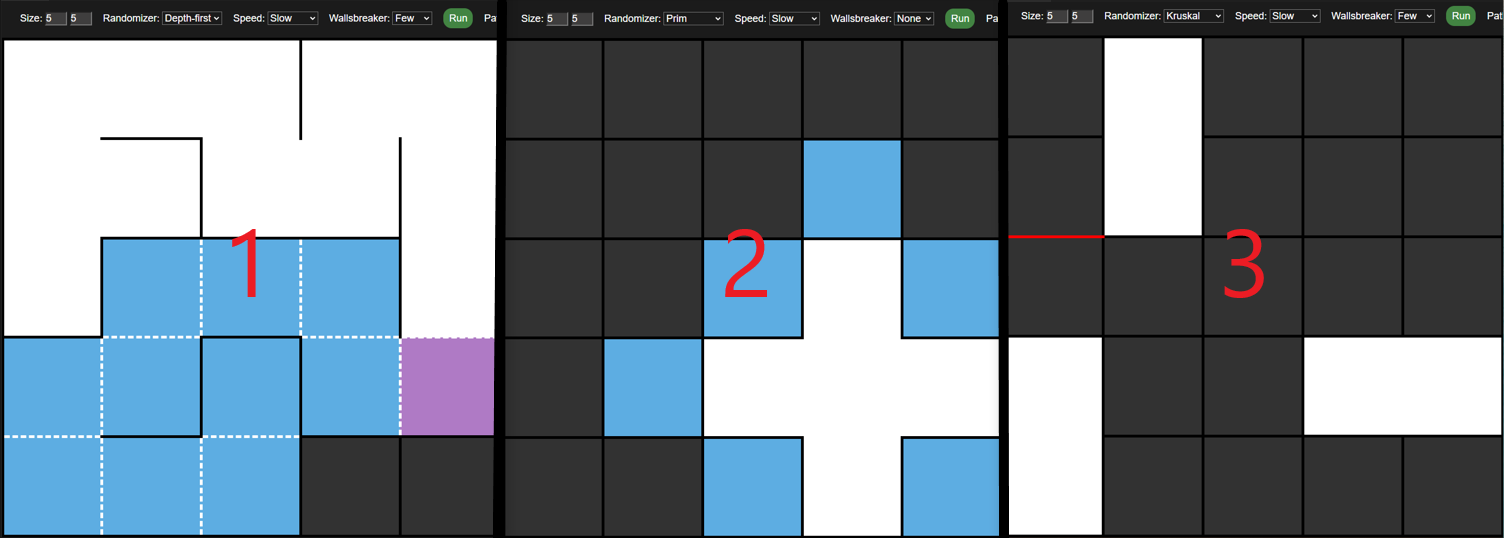 Size: 5 5 Randomizer: Depth-first Speed: Slow Wallsbreaker: Few Run Pa
Size: 5 5 Randomizer: Prim Speed: Slow Wallsbreaker: None Run Pa
Size: 5 5 Randomizer: Kruskal Speed: Slow Wallsbreaker: Few Run Pat
1
2
3